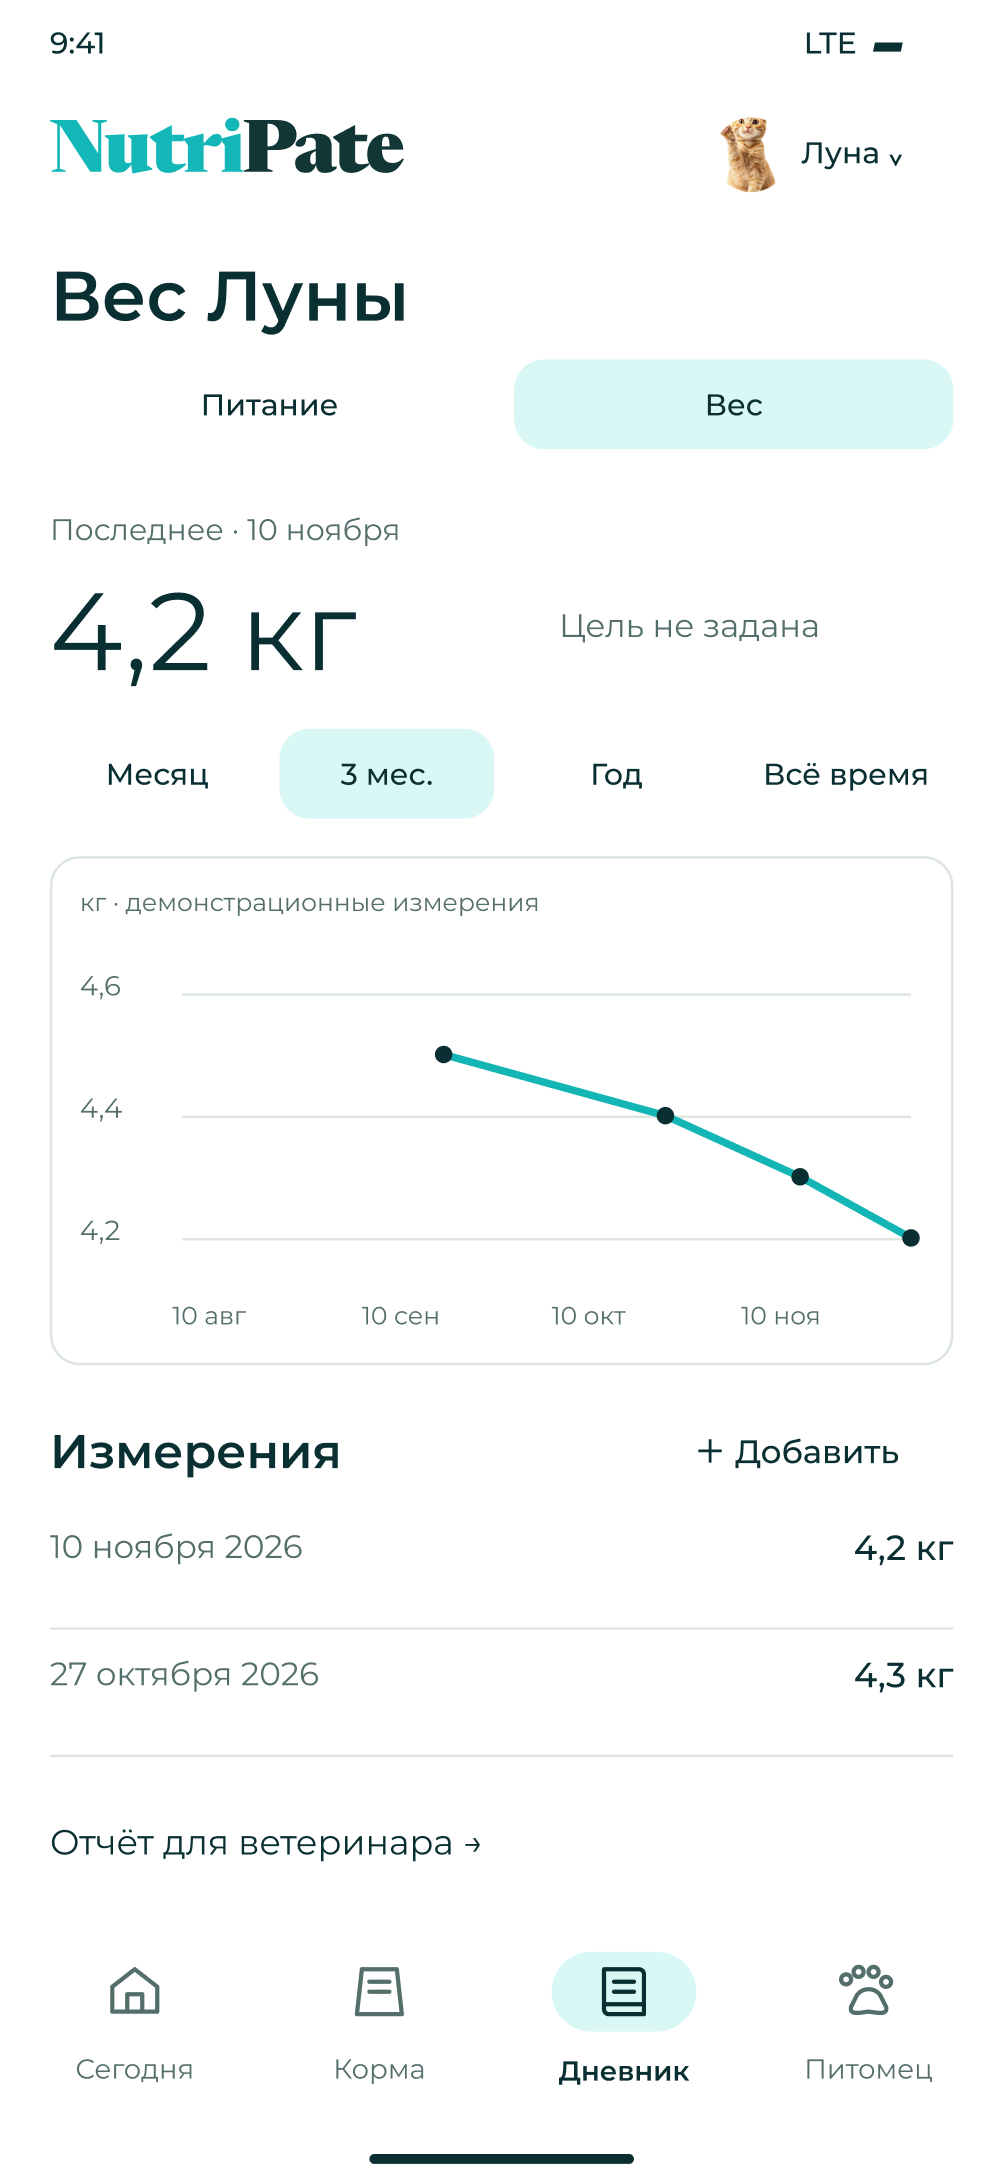 9:41 LTE
NutriPate Луна
Вес Луны
Питание Вес
Последнее · 10 ноября
4,2 кг Цель не задана
Месяц 3 мес. Год Всё время
кг · демонстрационные измерения
4,6
4,4
4,2
10 авг 10 сен 10 окт 10 ноя
Измерения + Добавить
10 ноября 2026 4,2 кг
27 октября 2026 4,3 кг
Отчёт для ветеринара →
Сегодня Корма Дневник Питомец